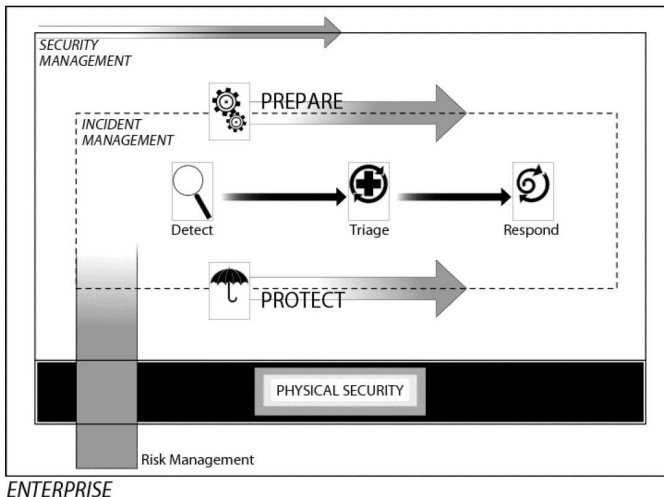 SECURITY
MANAGEMENT
PREPARE
INCIDENT
MANAGEMENT
Detect
Triage
Respond
PROTECT
PHYSICAL SECURITY
Risk Management
ENTERPRISE